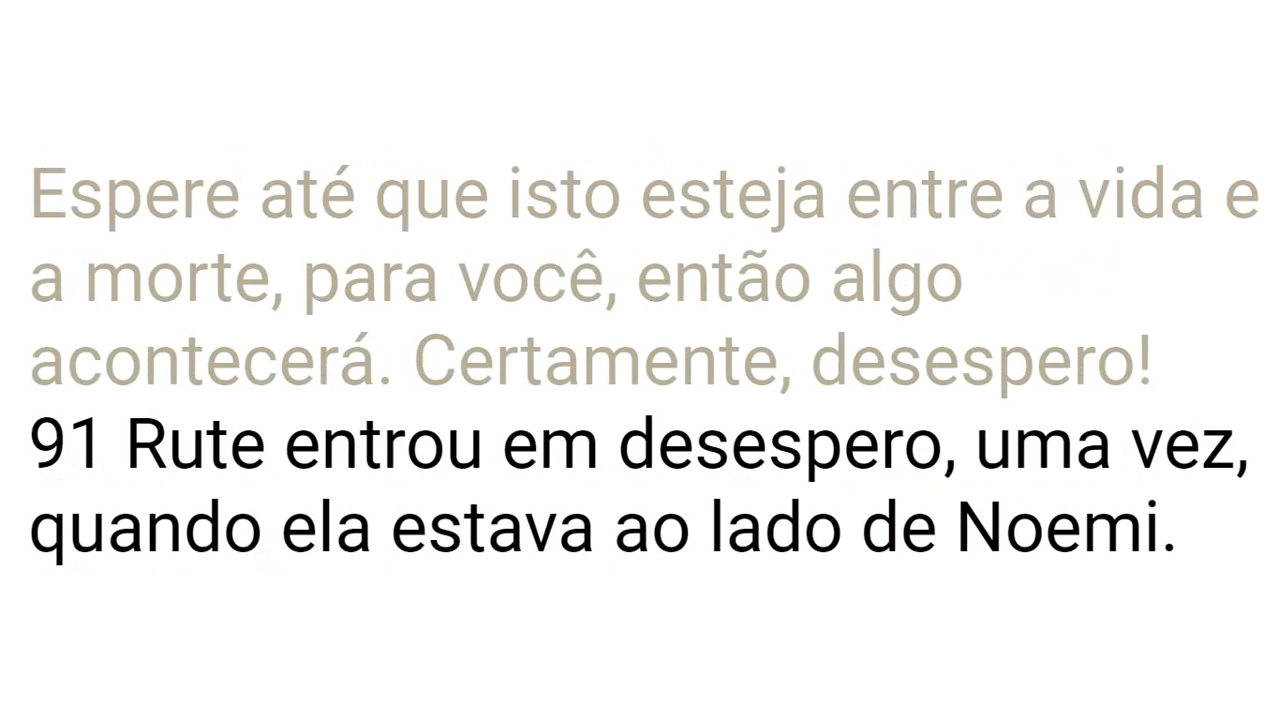 Espere até que isto esteja entre a vida e
a morte, para você, então algo
acontecerá. Certamente, desespero!
91 Rute entrou em desespero, uma vez,
quando ela estava ao lado de Noemi.